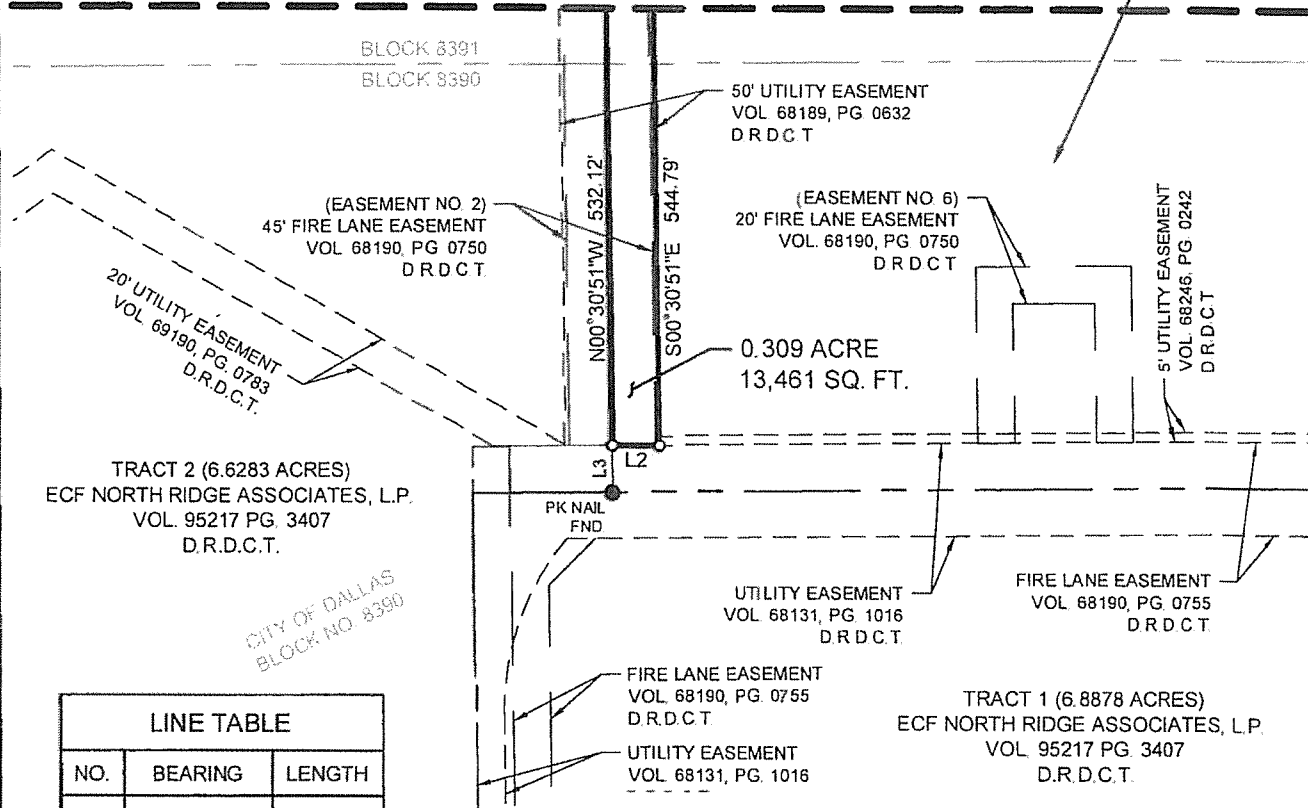 BLOCK 8391
BLOCK 8390
50' UTILITY EASEMENT
VOL. 68189, PG. 0632
D.R.D.C.T.
(EASEMENT NO. 2)
45' FIRE LANE EASEMENT
VOL. 68190, PG. 0750
D.R.D.C.T.
N00°30'51"W 532.12'
S00°30'51"E 544.79'
(EASEMENT NO. 6)
20' FIRE LANE EASEMENT
VOL. 68190, PG. 0750
D.R.D.C.T.
5' UTILITY EASEMENT
VOL. 68246, PG. 0242
D.R.D.C.T.
20' UTILITY EASEMENT
VOL. 69190, PG. 0783
D.R.D.C.T.
0.309 ACRE
13,461 SQ. FT.
L3
L2
PK NAIL
FND
TRACT 2 (6.6283 ACRES)
ECF NORTH RIDGE ASSOCIATES, L.P.
VOL. 95217 PG. 3407
D.R.D.C.T.
CITY OF DALLAS
BLOCK NO. 8390
UTILITY EASEMENT
VOL. 68131, PG. 1016
D.R.D.C.T.
FIRE LANE EASEMENT
VOL. 68190, PG. 0755
D.R.D.C.T.
FIRE LANE EASEMENT
VOL. 68190, PG. 0755
D.R.D.C.T.
UTILITY EASEMENT
VOL. 68131, PG. 1016
TRACT 1 (6.8878 ACRES)
ECF NORTH RIDGE ASSOCIATES, L.P.
VOL. 95217 PG. 3407
D.R.D.C.T.
LINE TABLE
NO. BEARING LENGTH